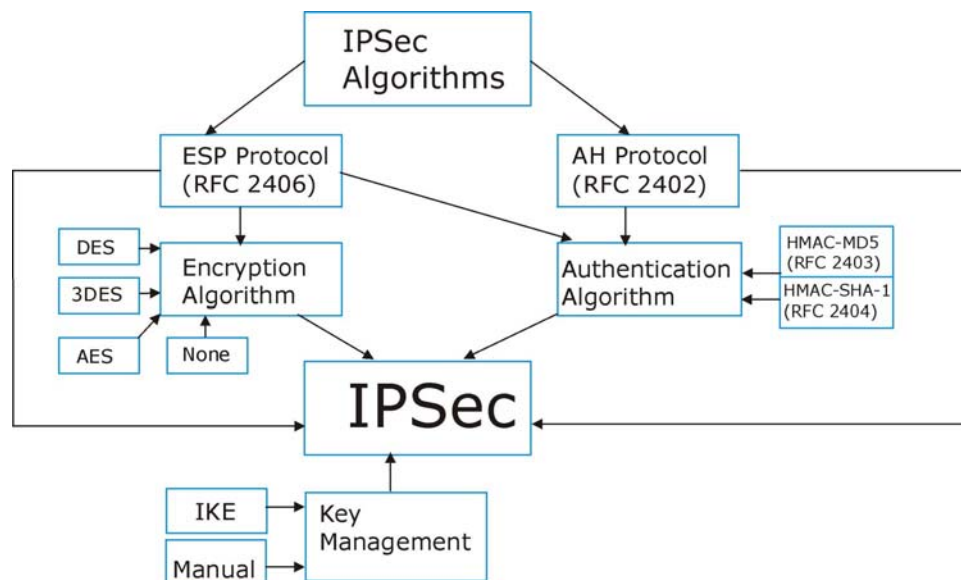 IPSec
Algorithms
ESP Protocol
(RFC 2406)
AH Protocol
(RFC 2402)
DES
3DES
AES
None
Encryption
Algorithm
Authentication
Algorithm
HMAC-MD5
(RFC 2403)
HMAC-SHA-1
(RFC 2404)
IPSec
IKE
Manual
Key
Management